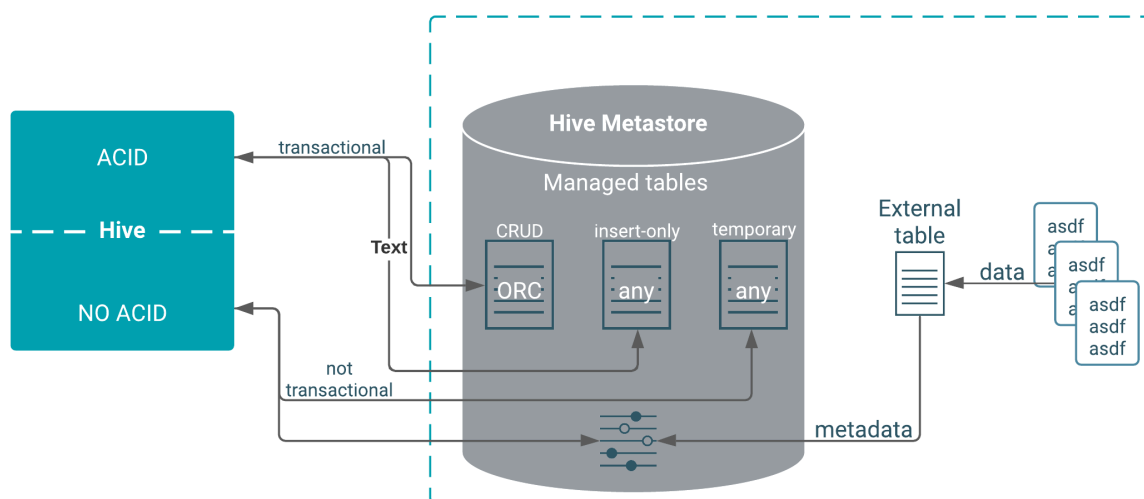 Hive Metastore
ACID
transactional
Managed tables
Hive
Text
CRUD
insert-only
temporary
External
table
asdf
a
a
asdf
a
a
asdf
asdf
asdf
data
ORC
any
any
NO ACID
not
transactional
metadata